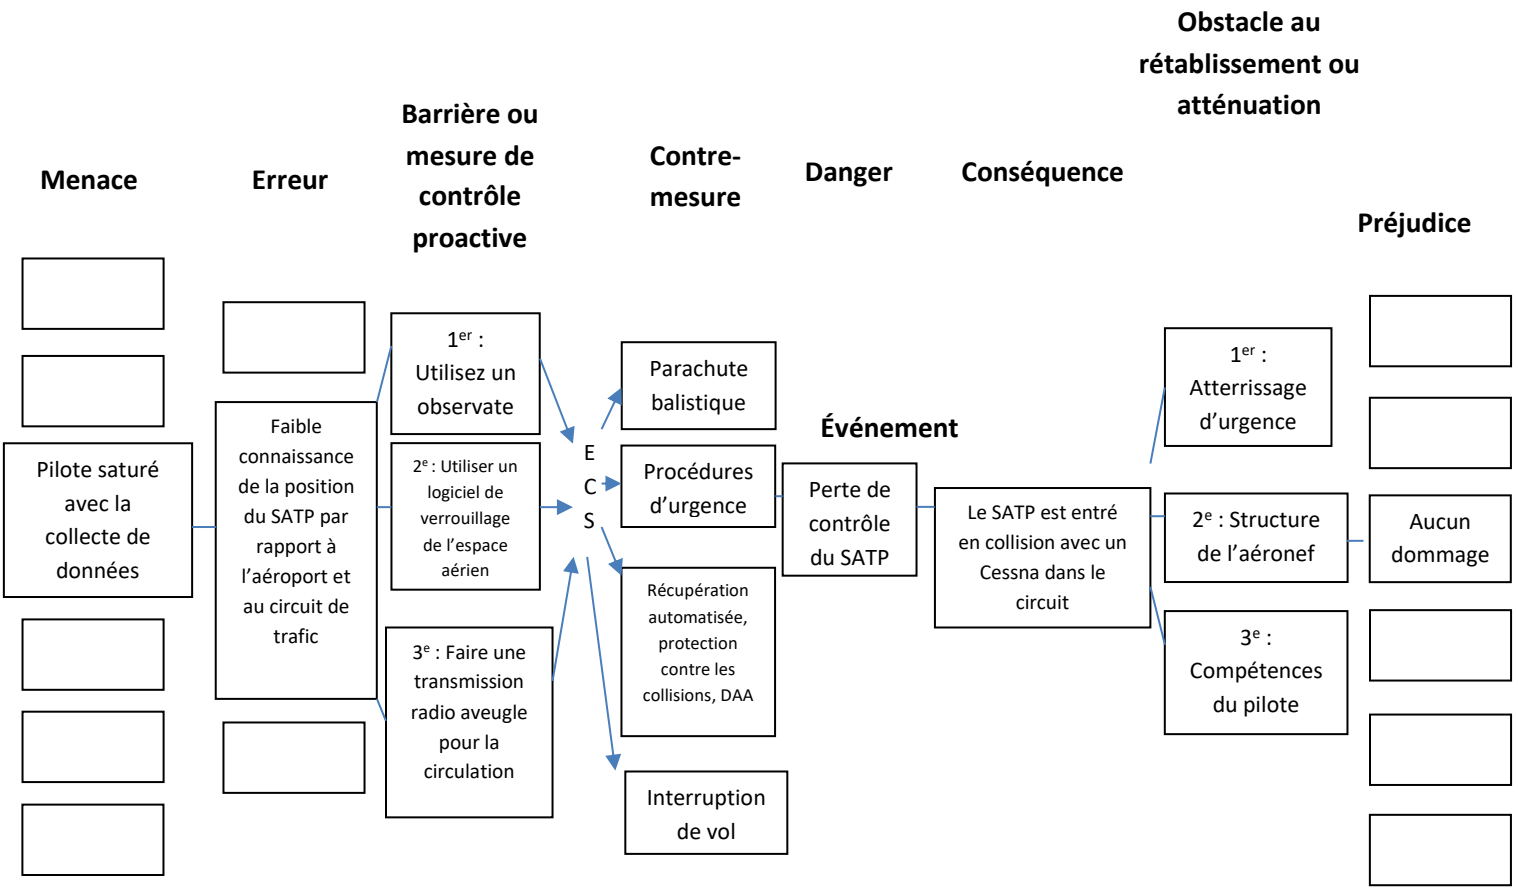 Menace
Erreur
Barrière ou
mesure de
contrôle
proactive
Contre-
mesure
Danger
Conséquence
Obstacle au
rétablissement ou
atténuation
Préjudice
Pilote saturé
avec la
collecte de
données
Faible
connaissance
de la position
du SATP par
rapport à
l’aéroport et
au circuit de
trafic
1er :
Utilisez un
observate
2e : Utiliser un
logiciel de
verrouillage
de l’espace
aérien
3e : Faire une
transmission
radio aveugle
pour la
circulation
E
C
S
Parachute
balistique
Procédures
d’urgence
Récupération
automatisée,
protection
contre les
collisions, DAA
Interruption
de vol
Événement
Perte de
contrôle
du SATP
Le SATP est entré
en collision avec un
Cessna dans le
circuit
1er :
Atterrissage
d’urgence
2e : Structure
de l’aéronef
3e :
Compétences
du pilote
Aucun
dommage